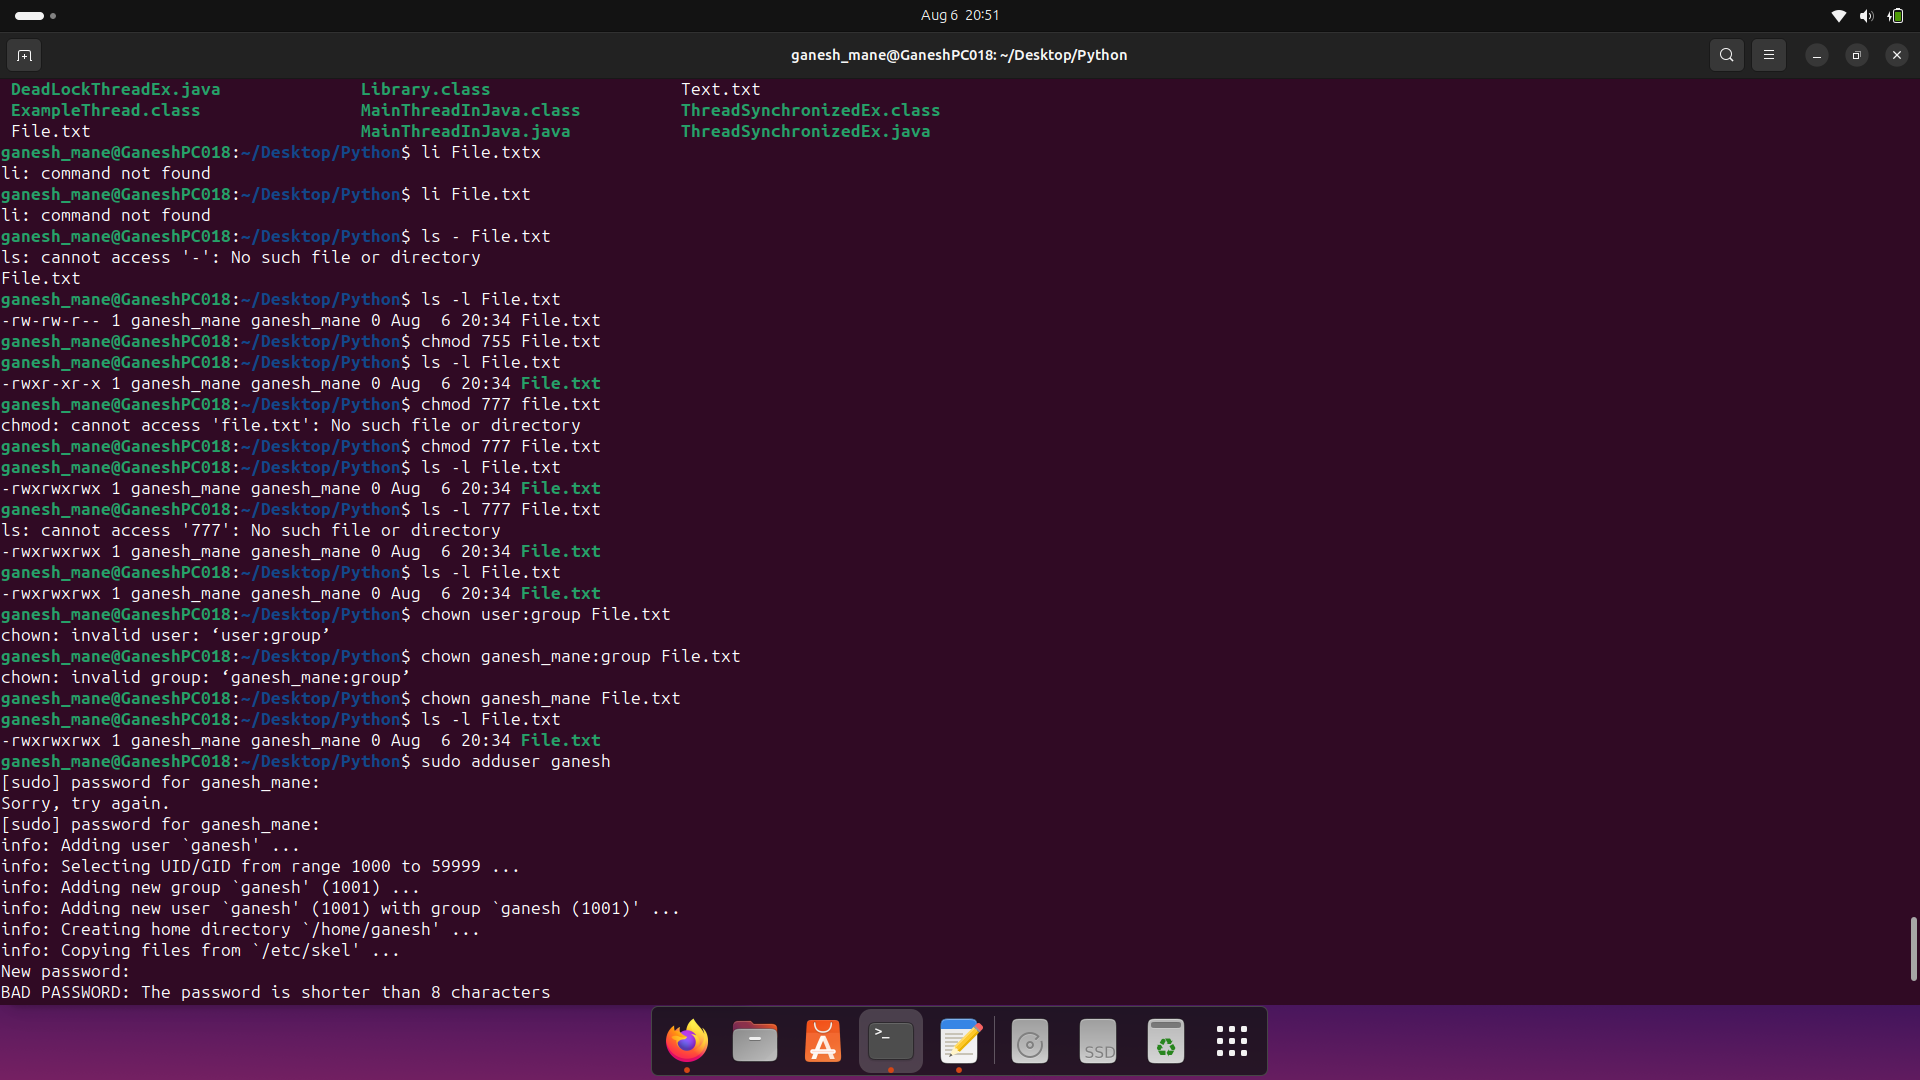 Aug 6 20:51
ganesh_mane@GaneshPC018: ~/Desktop/Python
DeadLockThreadEx.java Library.class Text.txt
ExampleThread.class MainThreadInJava.class ThreadSynchronizedEx.class
File.txt MainThreadInJava.java ThreadSynchronizedEx.java
ganesh_mane@GaneshPC018:~/Desktop/Python$ li File.txtx
li: command not found
ganesh_mane@GaneshPC018:~/Desktop/Python$ li File.txt
li: command not found
ganesh_mane@GaneshPC018:~/Desktop/Python$ ls - File.txt
ls: cannot access '-': No such file or directory
File.txt
ganesh_mane@GaneshPC018:~/Desktop/Python$ ls -l File.txt
-rw-rw-r-- 1 ganesh_mane ganesh_mane 0 Aug  6 20:34 File.txt
ganesh_mane@GaneshPC018:~/Desktop/Python$ chmod 755 File.txt
ganesh_mane@GaneshPC018:~/Desktop/Python$ ls -l File.txt
-rwxr-xr-x 1 ganesh_mane ganesh_mane 0 Aug  6 20:34 File.txt
ganesh_mane@GaneshPC018:~/Desktop/Python$ chmod 777 file.txt
chmod: cannot access 'file.txt': No such file or directory
ganesh_mane@GaneshPC018:~/Desktop/Python$ chmod 777 File.txt
ganesh_mane@GaneshPC018:~/Desktop/Python$ ls -l File.txt
-rwxrwxrwx 1 ganesh_mane ganesh_mane 0 Aug  6 20:34 File.txt
ganesh_mane@GaneshPC018:~/Desktop/Python$ ls -l 777 File.txt
ls: cannot access '777': No such file or directory
-rwxrwxrwx 1 ganesh_mane ganesh_mane 0 Aug  6 20:34 File.txt
ganesh_mane@GaneshPC018:~/Desktop/Python$ ls -l File.txt
-rwxrwxrwx 1 ganesh_mane ganesh_mane 0 Aug  6 20:34 File.txt
ganesh_mane@GaneshPC018:~/Desktop/Python$ chown user:group File.txt
chown: invalid user: ‘user:group’
ganesh_mane@GaneshPC018:~/Desktop/Python$ chown ganesh_mane:group File.txt
chown: invalid group: ‘ganesh_mane:group’
ganesh_mane@GaneshPC018:~/Desktop/Python$ chown ganesh_mane File.txt
ganesh_mane@GaneshPC018:~/Desktop/Python$ ls -l File.txt
-rwxrwxrwx 1 ganesh_mane ganesh_mane 0 Aug  6 20:34 File.txt
ganesh_mane@GaneshPC018:~/Desktop/Python$ sudo adduser ganesh
[sudo] password for ganesh_mane:
Sorry, try again.
[sudo] password for ganesh_mane:
info: Adding user `ganesh' ...
info: Selecting UID/GID from range 1000 to 59999 ...
info: Adding new group `ganesh' (1001) ...
info: Adding new user `ganesh' (1001) with group `ganesh (1001)' ...
info: Creating home directory `/home/ganesh' ...
info: Copying files from `/etc/skel' ...
New password:
BAD PASSWORD: The password is shorter than 8 characters
>_
SSD